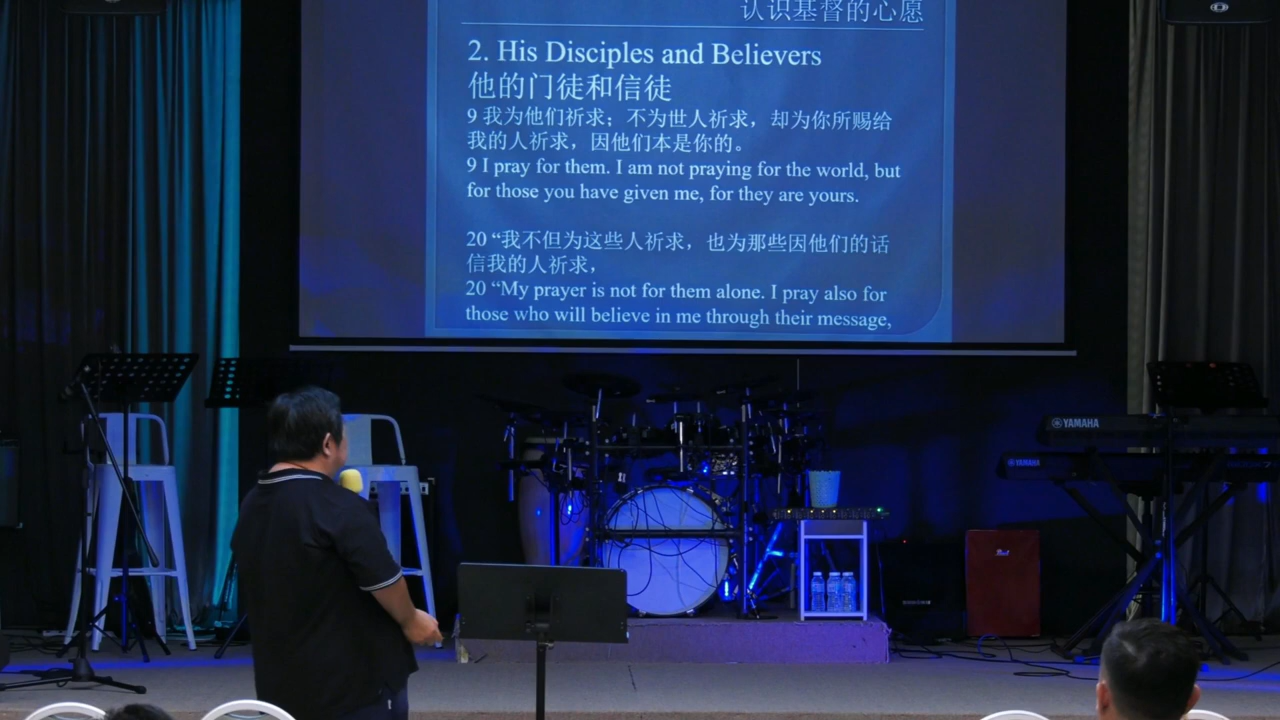 认识基督的心愿
2. His Disciples and Believers
他的门徒和信徒
9 我为他们祈求；不为世人祈求，却为你所赐给
我的人祈求，因他们本是你的。
9 I pray for them. I am not praying for the world, but
for those you have given me, for they are yours.
20 “我不但为这些人祈求，也为那些因他们的话
信我的人祈求，
20 “My prayer is not for them alone. I pray also for
those who will believe in me through their message,
YAMAHA
YAMAHA
Pearl